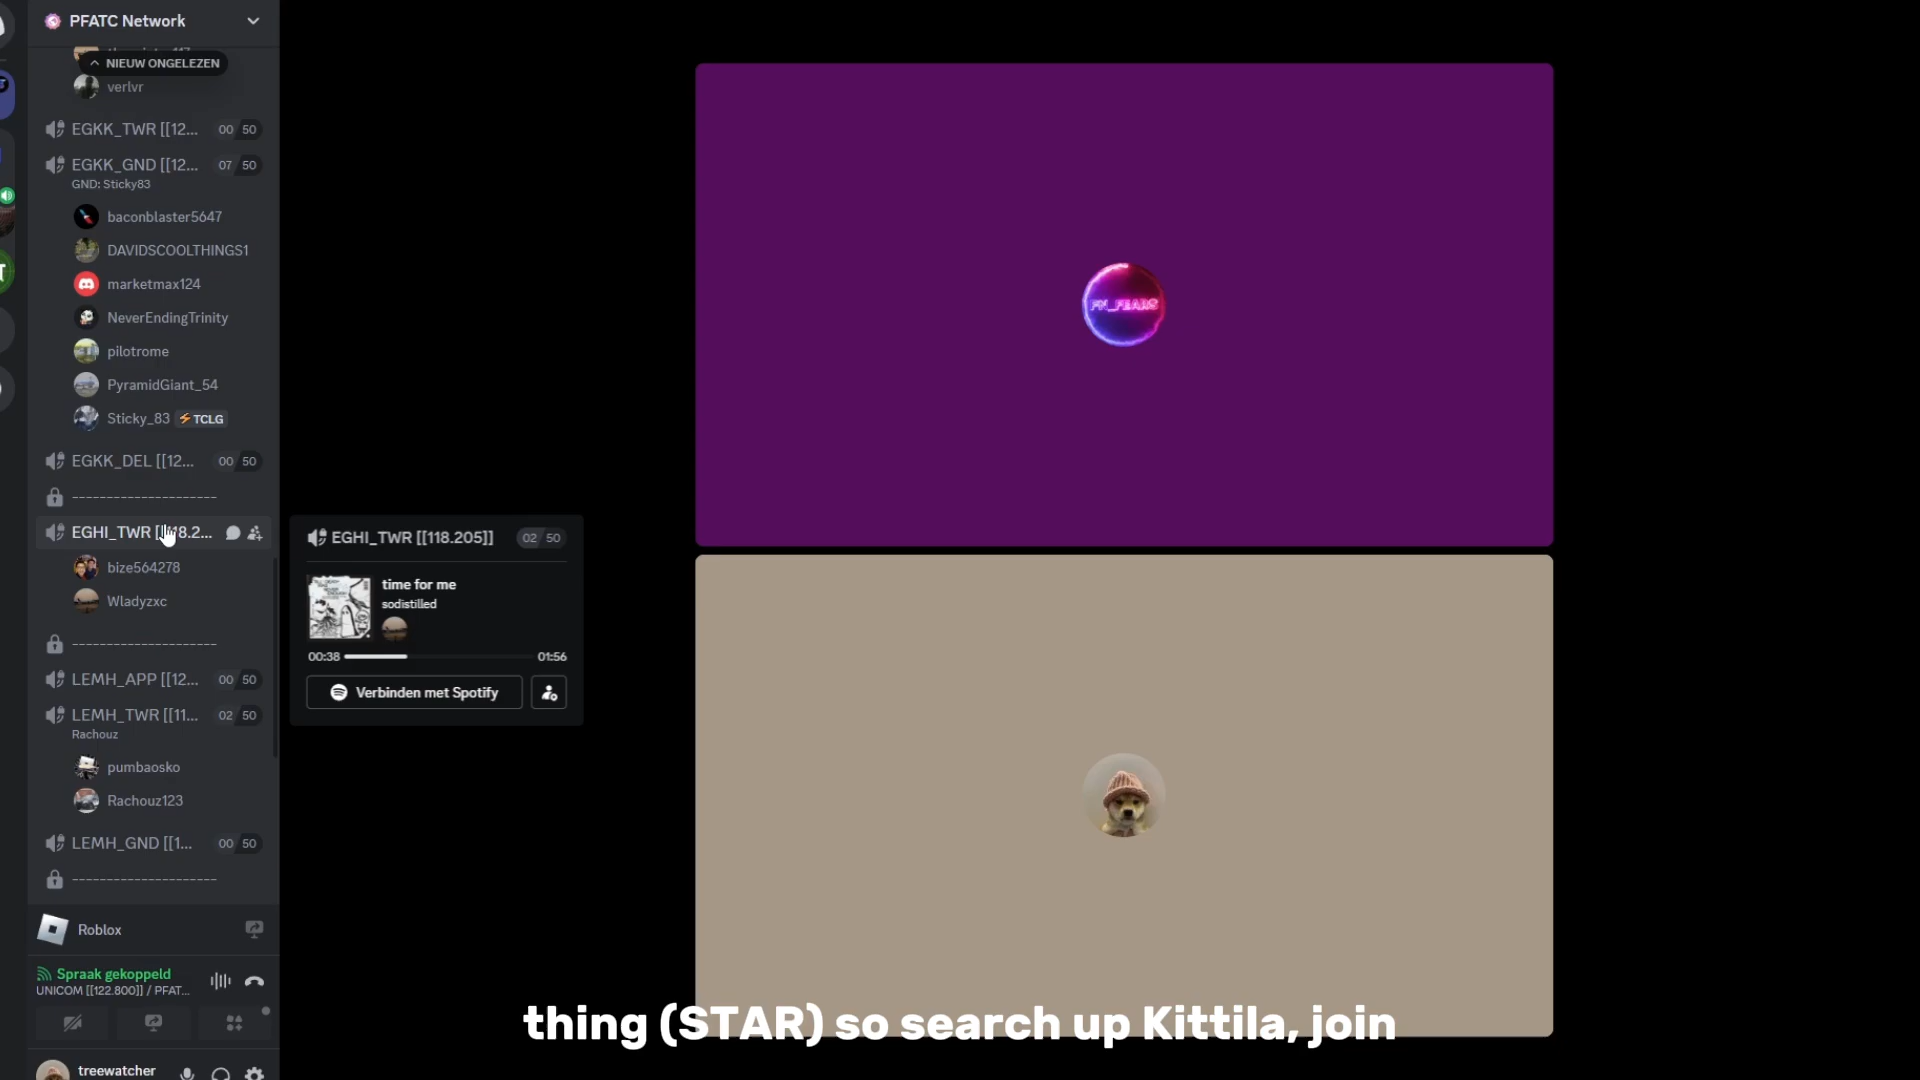 PFATC Network
NIEUW ONGELEZEN
verlvr
EGKK_TWR [[12... 00 50
EGKK_GND [[12... 07 50
GND: Sticky83
baconblaster5647
DAVIDSCOOLTHINGS1
marketmax124
NeverEndingTrinity
pilotrome
PyramidGiant_54
Sticky_83 TCLG
EGKK_DEL [[12... 00 50
---------------------
EGHI_TWR [[118.2...
bize564278
Wladyzxc
---------------------
LEMH_APP [[12... 00 50
LEMH_TWR [[11... 02 50
Rachouz
pumbaosko
Rachouz123
LEMH_GND [[1... 00 50
---------------------
Roblox
Spraak gekoppeld
UNICOM [[122.800]] / PFAT...
treewatcher
EGHI_TWR [[118.205]] 02 50
time for me
sodistilled
00:38 01:56
Verbinden met Spotify
FN_FEARS
thing (STAR) so search up Kittila, join